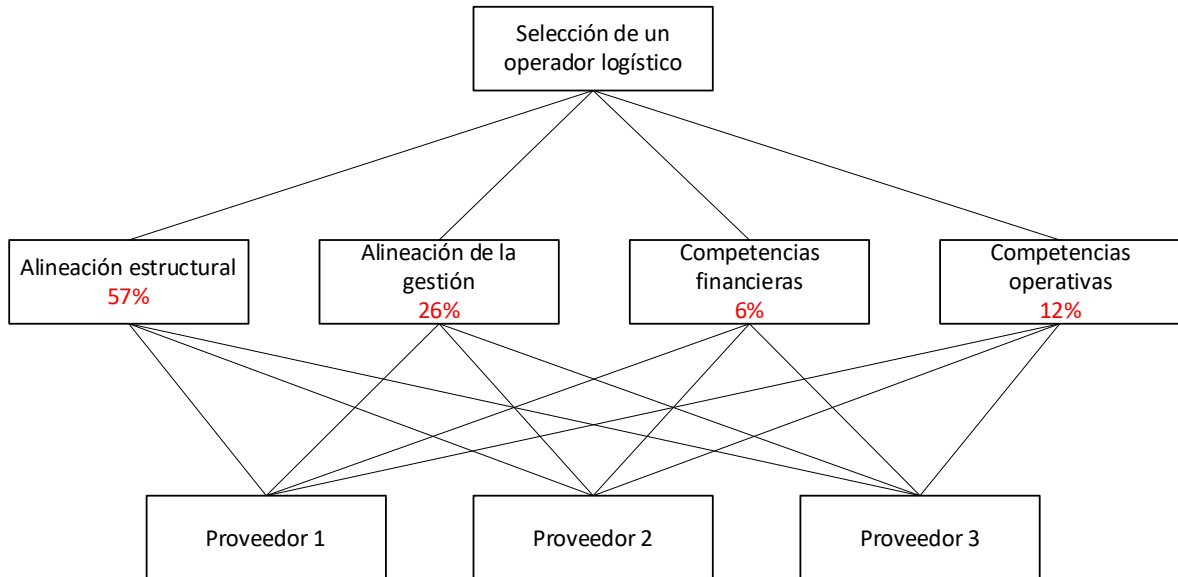 Selección de un
operador logístico
Alineación estructural
57%
Alineación de la
gestión
26%
Competencias
financieras
6%
Competencias
operativas
12%
Proveedor 1
Proveedor 2
Proveedor 3